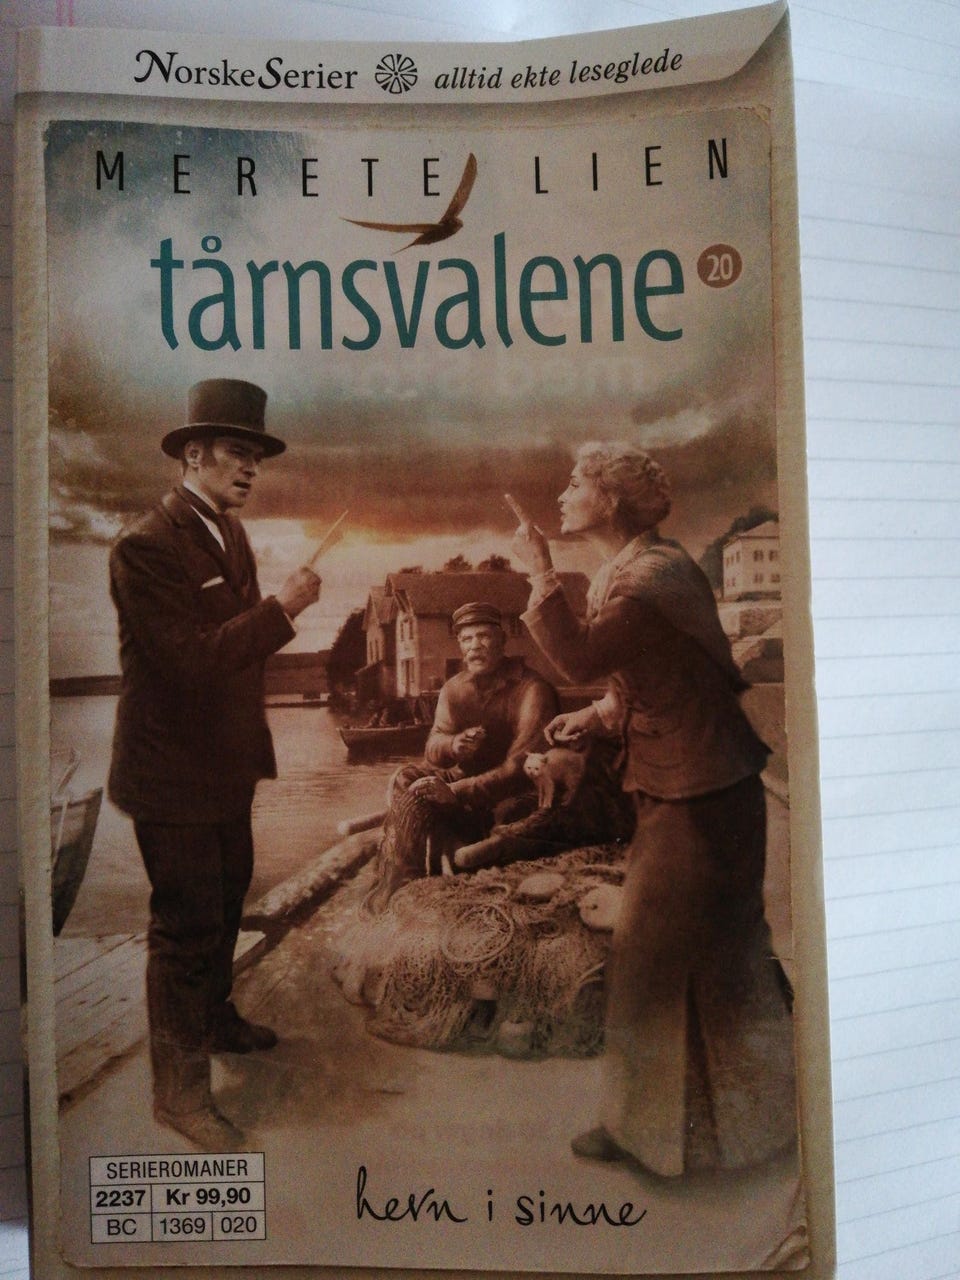 NorskeSerier alltid ekte leseglede
MERETE LIEN
tårnsvalene 20
SERIEROMANER
2237 Kr 99,90
BC 1369 020
hevn i sinne